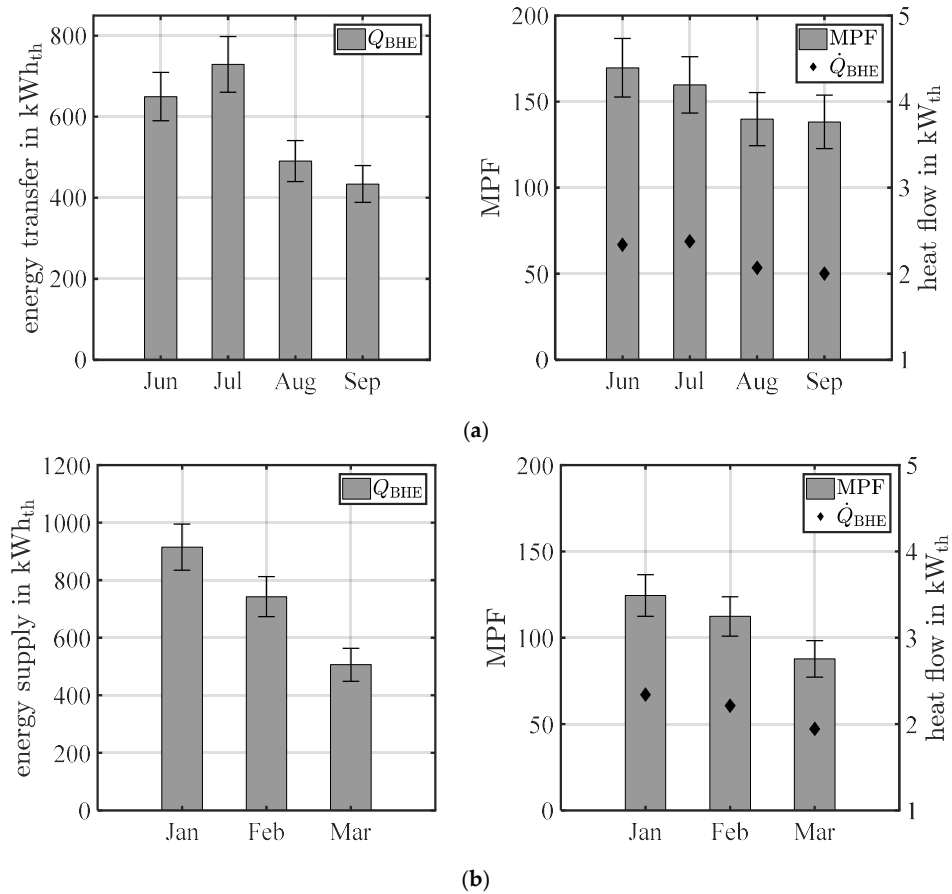 energy transfer in kWh_th
800
600
400
200
0
Jun Jul Aug Sep
Q_BHE
MPF
200
150
100
50
0
Jun Jul Aug Sep
MPF
Q̇_BHE
5
4
3
2
1
heat flow in kW_th
(a)
energy supply in kWh_th
1200
1000
800
600
400
200
0
Jan Feb Mar
Q_BHE
MPF
200
150
100
50
0
Jan Feb Mar
MPF
Q̇_BHE
5
4
3
2
1
heat flow in kW_th
(b)